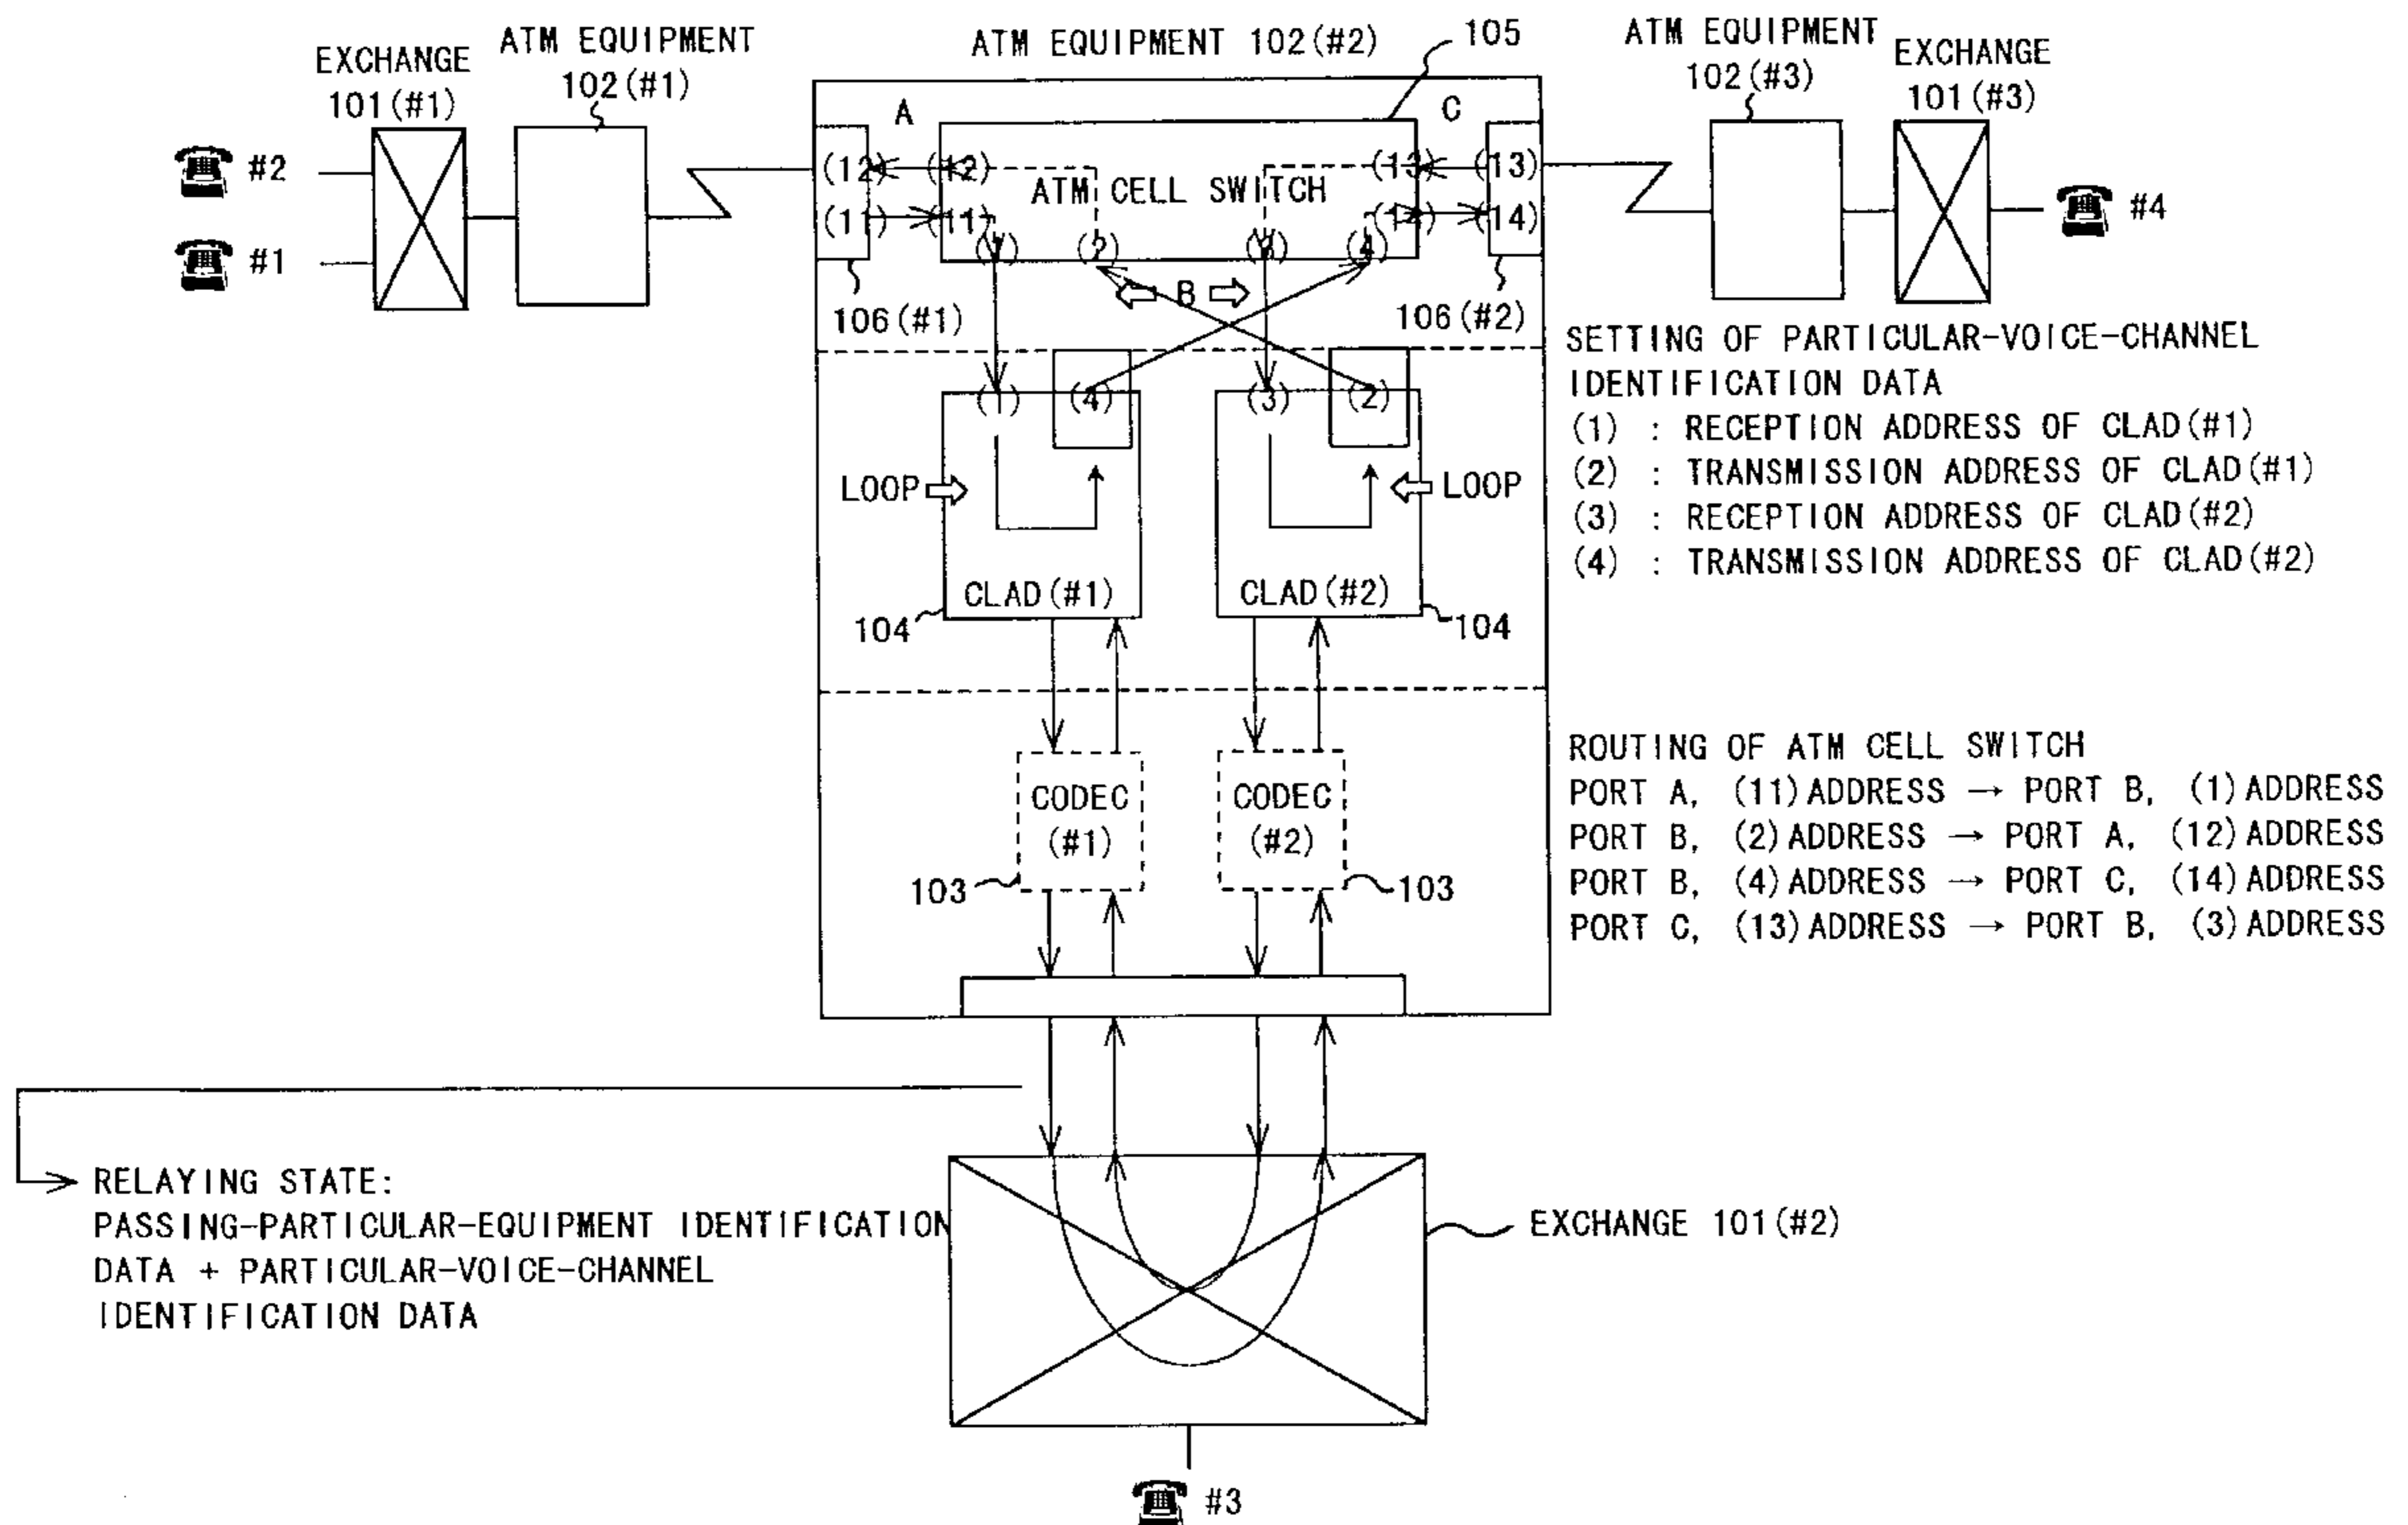 EXCHANGE
101(#1)
ATM EQUIPMENT
102(#1)
ATM EQUIPMENT 102(#2)
105
ATM EQUIPMENT
102(#3)
EXCHANGE
101(#3)
#2
#1
A
C
(12)
(12)
(13)
(13)
ATM CELL SWITCH
(11)
(11)
(14)
(14)
(1)
(2)
(3)
(4)
#4
B
106(#1)
106(#2)
SETTING OF PARTICULAR-VOICE-CHANNEL
IDENTIFICATION DATA
(1) : RECEPTION ADDRESS OF CLAD(#1)
(2) : TRANSMISSION ADDRESS OF CLAD(#1)
(3) : RECEPTION ADDRESS OF CLAD(#2)
(4) : TRANSMISSION ADDRESS OF CLAD(#2)
(1)
(4)
(3)
(2)
LOOP
LOOP
CLAD(#1)
CLAD(#2)
104
104
CODEC
(#1)
CODEC
(#2)
103
103
ROUTING OF ATM CELL SWITCH
PORT A, (11)ADDRESS → PORT B, (1)ADDRESS
PORT B, (2)ADDRESS → PORT A, (12)ADDRESS
PORT B, (4)ADDRESS → PORT C, (14)ADDRESS
PORT C, (13)ADDRESS → PORT B, (3)ADDRESS
RELAYING STATE:
PASSING-PARTICULAR-EQUIPMENT IDENTIFICATION
DATA + PARTICULAR-VOICE-CHANNEL
IDENTIFICATION DATA
EXCHANGE 101(#2)
#3